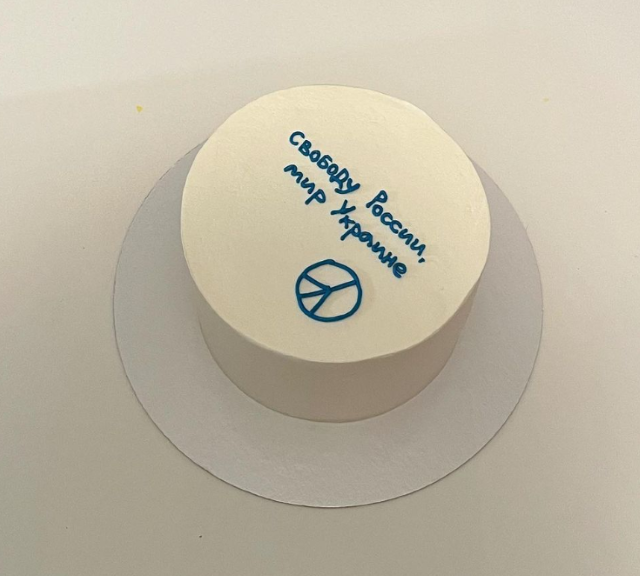 свободу России,
мир Украине